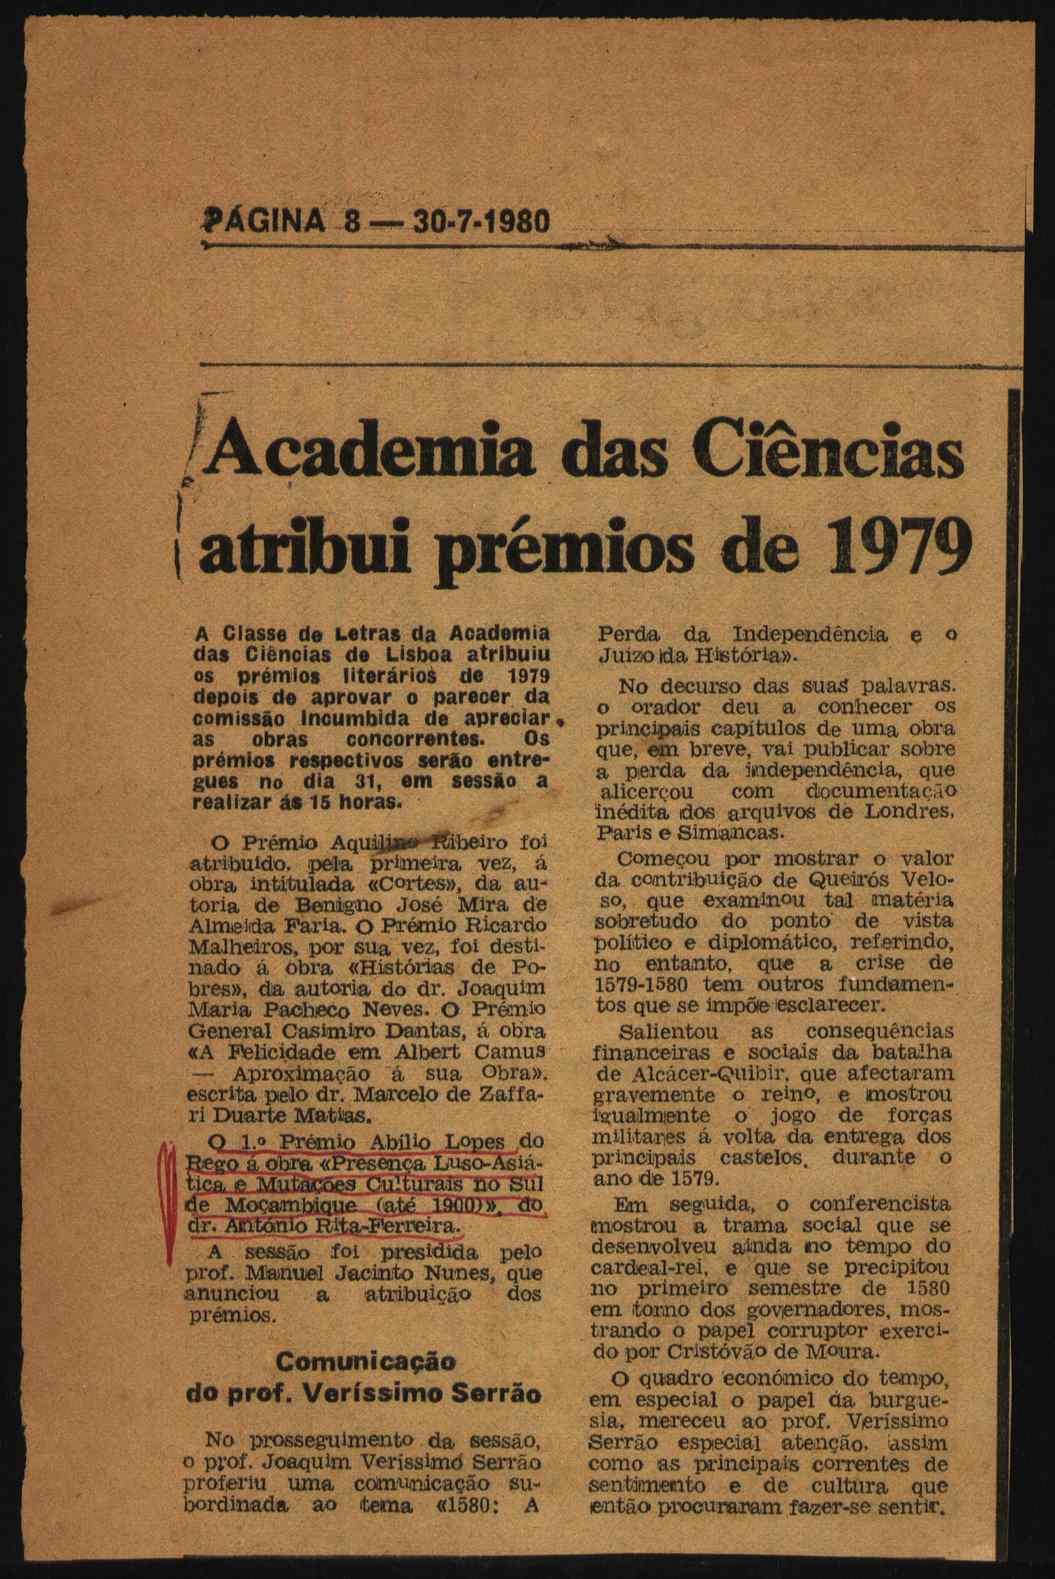 PÁGINA 8 — 30-7-1980
Academia das Ciências
atribui prémios de 1979
A Classe de Letras da Academia
das Ciências de Lisboa atribuiu
os prémios literários de 1979
depois de aprovar o parecer da
comissão incumbida de apreciar
as obras concorrentes. Os
prémios respectivos serão entre-
gues no dia 31, em sessão a
realizar ás 15 horas.
O Prémio Aquilino Ribeiro foi
atribuído, pela primeira vez, á
obra intitulada «Cortes», da au-
toria de Benigno José Mira de
Almeida Faria. O Prémio Ricardo
Malheiros, por sua vez, foi desti-
nado á obra «Histórias de Po-
bres», da autoria do dr. Joaquim
Maria Pacheco Neves. O Prémio
General Casimiro Dantas, á obra
«A Felicidade em Albert Camus
— Aproximação á sua Obra»,
escrita pelo dr. Marcelo de Zaffa-
ri Duarte Matias.
O 1.º Prémio Abílio Lopes do
Rego á obra «Presença Luso-Asiá-
tica e Mutações Culturais no Sul
de Moçambique (até 1900)», do
dr. António Rita-Ferreira.
A sessão foi presidida pelo
prof. Manuel Jacinto Nunes, que
anunciou a atribuição dos
prémios.
Comunicação
do prof. Veríssimo Serrão
No prosseguimento da sessão,
o prof. Joaquim Veríssimo Serrão
proferiu uma comunicação su-
bordinada ao tema «1580: A
Perda da Independência e o
Juízo da História».
No decurso das suas palavras,
o orador deu a conhecer os
principais capítulos de uma obra
que, em breve, vai publicar sobre
a perda da independência, que
alicerçou com documentação
inédita dos arquivos de Londres,
Paris e Simancas.
Começou por mostrar o valor
da contribuição de Queirós Velo-
so, que examinou tal matéria
sobretudo do ponto de vista
político e diplomático, referindo,
no entanto, que a crise de
1579-1580 tem outros fundamen-
tos que se impõe esclarecer.
Salientou as consequências
financeiras e sociais da batalha
de Alcácer-Quibir, que afectaram
gravemente o reino, e mostrou
igualmente o jogo de forças
militares á volta da entrega dos
principais castelos, durante o
ano de 1579.
Em seguida, o conferencista
mostrou a trama social que se
desenvolveu ainda no tempo do
cardeal-rei, e que se precipitou
no primeiro semestre de 1580
em torno dos governadores, mos-
trando o papel corruptor exerci-
do por Cristóvão de Moura.
O quadro económico do tempo,
em especial o papel da burgue-
sia, mereceu ao prof. Veríssimo
Serrão especial atenção, assim
como as principais correntes de
sentimento e de cultura que
então procuraram fazer-se sentir.